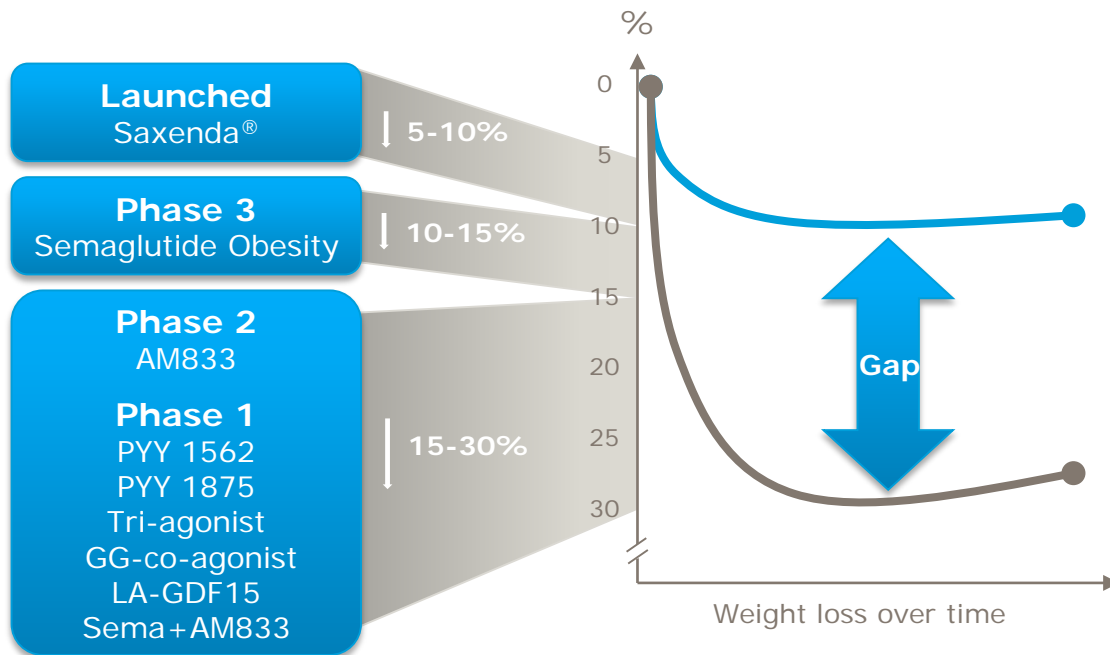 Launched
Saxenda®
5-10%
Phase 3
Semaglutide Obesity
10-15%
Phase 2
AM833
Phase 1
PYY 1562
PYY 1875
Tri-agonist
GG-co-agonist
LA-GDF15
Sema+AM833
15-30%
%
0
5
10
15
20
25
30
Gap
Weight loss over time